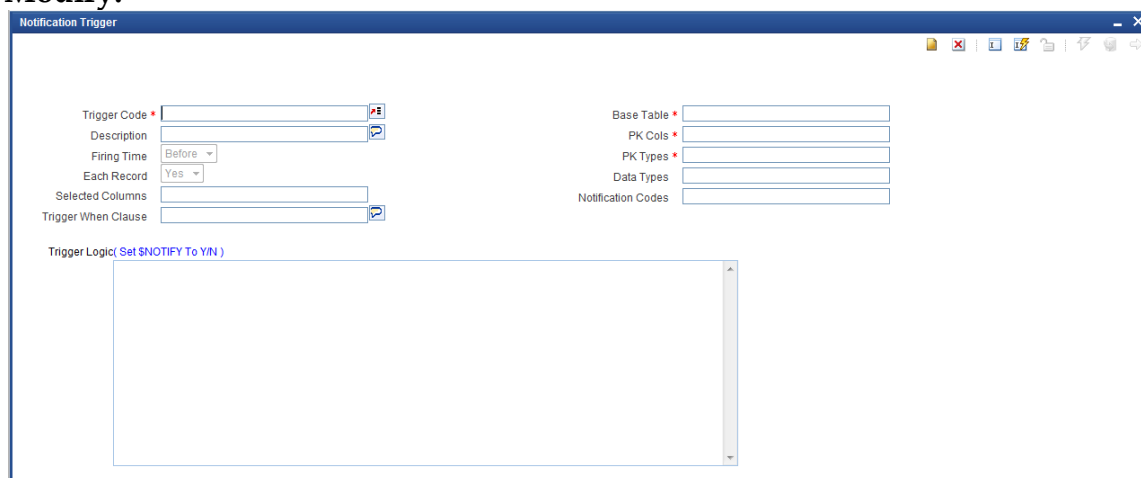 Modify.
Notification Trigger
Trigger Code *
Description
Firing Time Before
Each Record Yes
Selected Columns
Trigger When Clause
Base Table *
PK Cols *
PK Types *
Data Types
Notification Codes
Trigger Logic( Set $NOTIFY To Y/N )